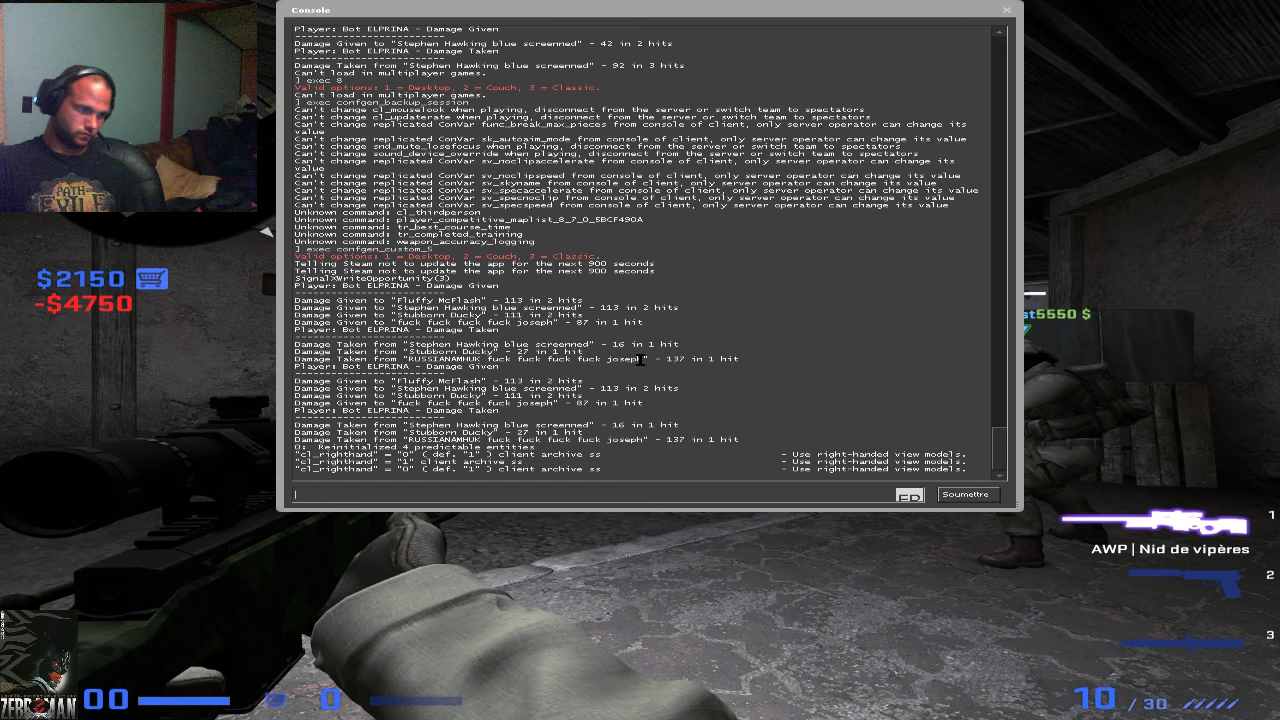 Console
Player: Bot ELPRINA - Damage Given
-------------------------
Damage Given to "Stephen Hawking blue screenned" - 42 in 2 hits
Player: Bot ELPRINA - Damage Taken
-------------------------
Damage Taken from "Stephen Hawking blue screenned" - 92 in 3 hits
Can't load in multiplayer games.
] exec 8
Valid options: 1 = Desktop, 2 = Couch, 3 = Classic.
Can't load in multiplayer games.
] exec confgen_backup_session
Can't change cl_mouselook when playing, disconnect from the server or switch team to spectators
Can't change cl_updaterate when playing, disconnect from the server or switch team to spectators
Can't change replicated ConVar func_break_max_pieces from console of client, only server operator can change its
value
Can't change replicated ConVar sk_autoaim_mode from console of client, only server operator can change its value
Can't change snd_mute_losefocus when playing, disconnect from the server or switch team to spectators
Can't change sound_device_override when playing, disconnect from the server or switch team to spectators
Can't change replicated ConVar sv_noclipaccelerate from console of client, only server operator can change its
value
Can't change replicated ConVar sv_noclipspeed from console of client, only server operator can change its value
Can't change replicated ConVar sv_skyname from console of client, only server operator can change its value
Can't change replicated ConVar sv_specaccelerate from console of client, only server operator can change its value
Can't change replicated ConVar sv_specnoclip from console of client, only server operator can change its value
Can't change replicated ConVar sv_specspeed from console of client, only server operator can change its value
Unknown command: cl_thirdperson
Unknown command: player_competitive_maplist_8_7_0_5BCF490A
Unknown command: tr_best_course_time
Unknown command: tr_completed_training
Unknown command: weapon_accuracy_logging
] exec confgen_custom_5
Valid options: 1 = Desktop, 2 = Couch, 3 = Classic.
Telling Steam not to update the app for the next 900 seconds
Telling Steam not to update the app for the next 900 seconds
SignalXWriteOpportunity(3)
Player: Bot ELPRINA - Damage Given
-------------------------
Damage Given to "Fluffy McFlash" - 113 in 2 hits
Damage Given to "Stephen Hawking blue screenned" - 113 in 2 hits
Damage Given to "Stubborn Ducky" - 111 in 2 hits
Damage Given to "fuck fuck fuck fuck joseph" - 87 in 1 hit
Player: Bot ELPRINA - Damage Taken
-------------------------
Damage Taken from "Stephen Hawking blue screenned" - 16 in 1 hit
Damage Taken from "Stubborn Ducky" - 27 in 1 hit
Damage Taken from "RUSSIANAMHUK fuck fuck fuck fuck joseph" - 137 in 1 hit
Player: Bot ELPRINA - Damage Given
-------------------------
Damage Given to "Fluffy McFlash" - 113 in 2 hits
Damage Given to "Stephen Hawking blue screenned" - 113 in 2 hits
Damage Given to "Stubborn Ducky" - 111 in 2 hits
Damage Given to "fuck fuck fuck fuck joseph" - 87 in 1 hit
Player: Bot ELPRINA - Damage Taken
-------------------------
Damage Taken from "Stephen Hawking blue screenned" - 16 in 1 hit
Damage Taken from "Stubborn Ducky" - 27 in 1 hit
Damage Taken from "RUSSIANAMHUK fuck fuck fuck fuck joseph" - 137 in 1 hit
0: Reinitialized 4 predictable entities
"cl_righthand" = "0" ( def. "1" ) client archive ss - Use right-handed view models.
"cl_righthand" = "1" client archive ss - Use right-handed view models.
"cl_righthand" = "0" ( def. "1" ) client archive ss - Use right-handed view models.
FR
Soumettre
PATH OF
EXILE
$2150
-$4750
st5550 $
1
AWP | Nid de vipères
2
3
ZEBRAMAN
00
0
10 / 30